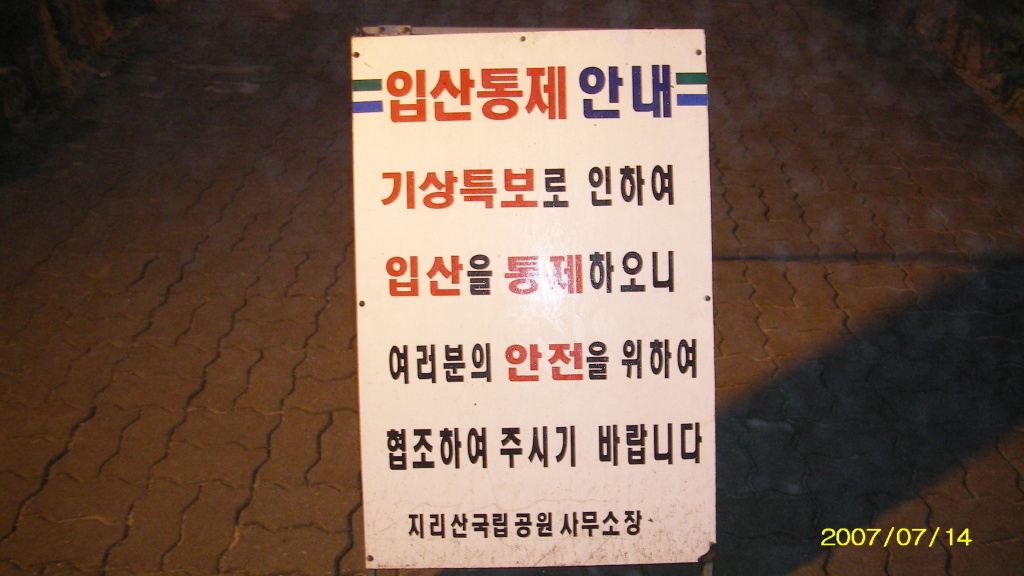 입산통제 안내
기상특보로 인하여
입산을 통제하오니
여러분의 안전을 위하여
협조하여 주시기 바랍니다
지리산국립공원 사무소장
2007/07/14